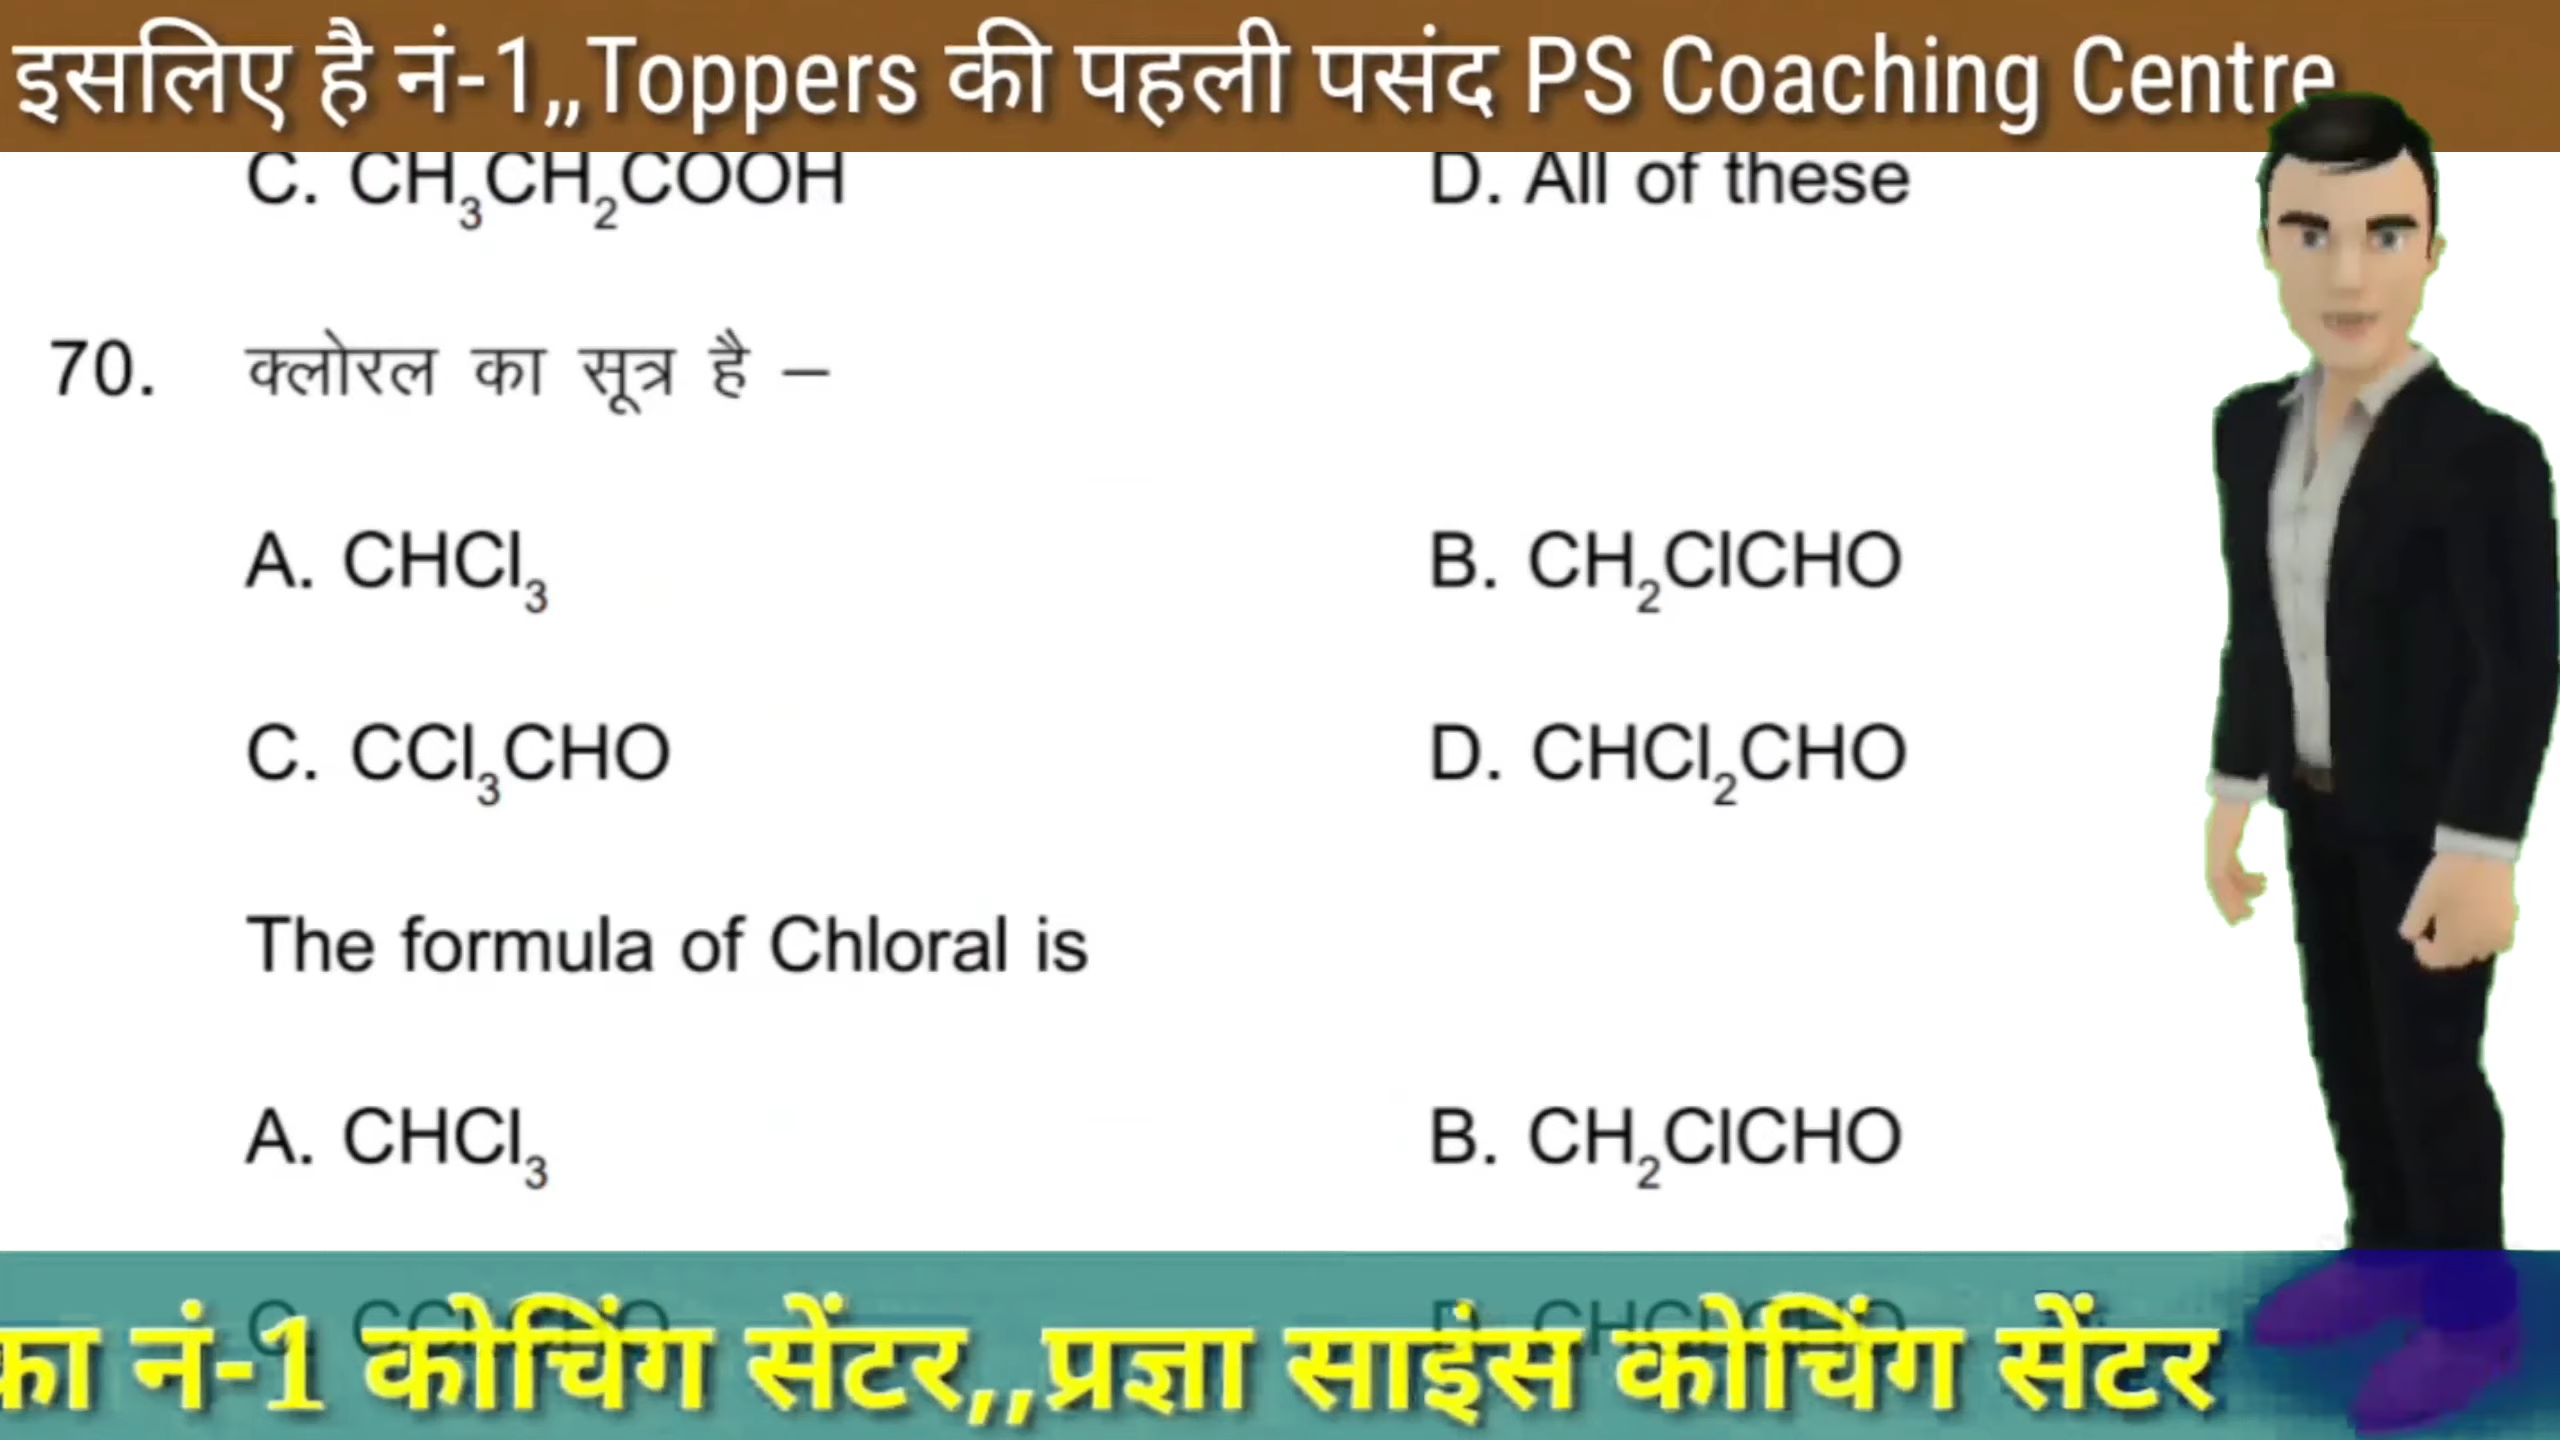 इसलिए है नं-1,,Toppers की पहली पसंद PS Coaching Centre
C. CH₃CH₂COOH D. All of these
70. क्लोरल का सूत्र है –
A. CHCl₃ B. CH₂ClCHO
C. CCl₃CHO D. CHCl₂CHO
The formula of Chloral is
A. CHCl₃ B. CH₂ClCHO
का नं-1 कोचिंग सेंटर,,प्रज्ञा साइंस कोचिंग सेंटर